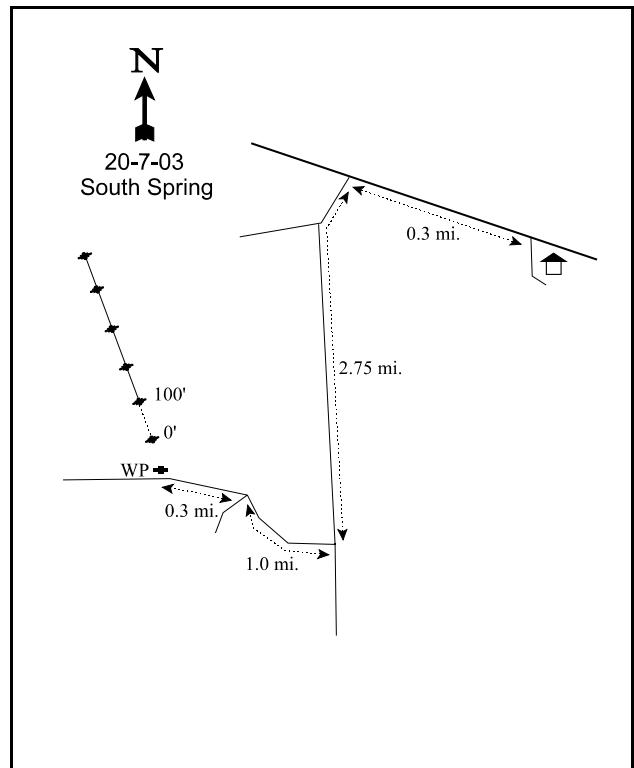 N
20-7-03
South Spring
0.3 mi.
2.75 mi.
100'
0'
WP
0.3 mi.
1.0 mi.